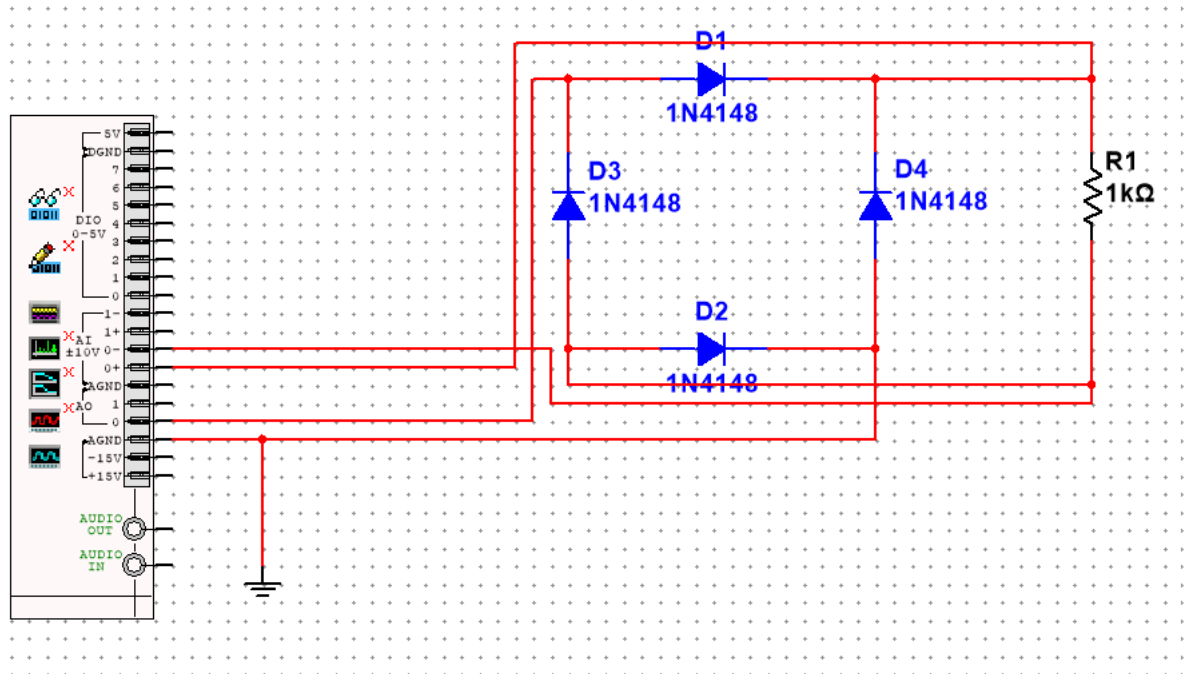 5V
DGND
7
6
5
DIO
4
0-5V
3
2
1
0
1-
1+
AI
±10V
0-
0+
AGND
1
AO
0
AGND
-15V
+15V
AUDIO
OUT
AUDIO
IN
D1
1N4148
D3
1N4148
D4
1N4148
D2
1N4148
R1
1kΩ